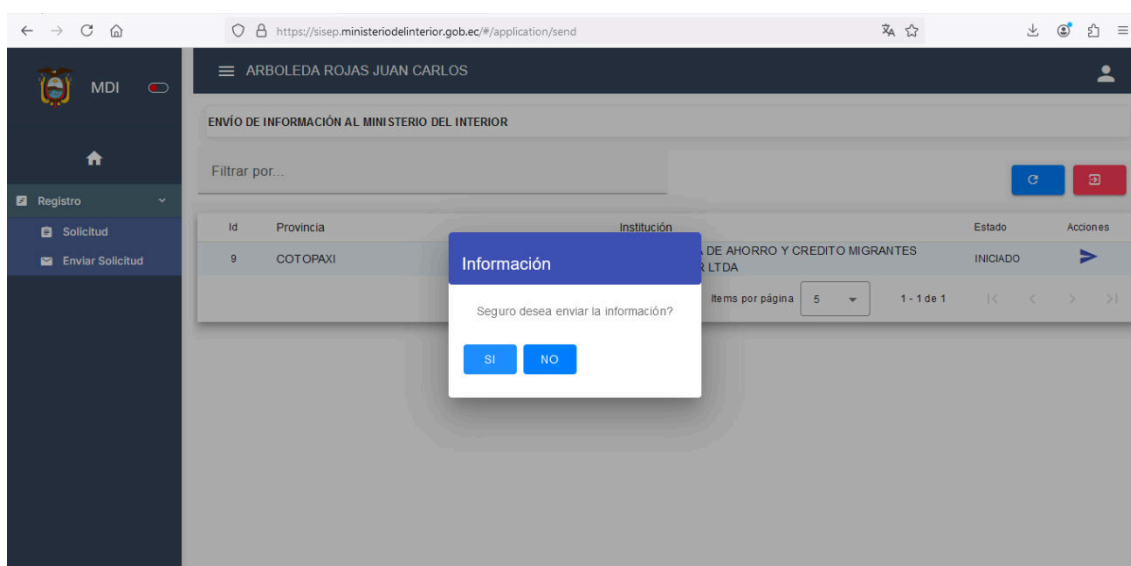 https://sisep.ministeriodelinterior.gob.ec/#/application/send
MDI
ARBOLEDA ROJAS JUAN CARLOS
ENVÍO DE INFORMACIÓN AL MINISTERIO DEL INTERIOR
Filtrar por...
Registro
Solicitud
Enviar Solicitud
Id Provincia Institución Estado Acciones
9 COTOPAXI DE AHORRO Y CREDITO MIGRANTES INICIADO
LTDA
Items por página 5 1 - 1 de 1
Información
Seguro desea enviar la información?
SI NO